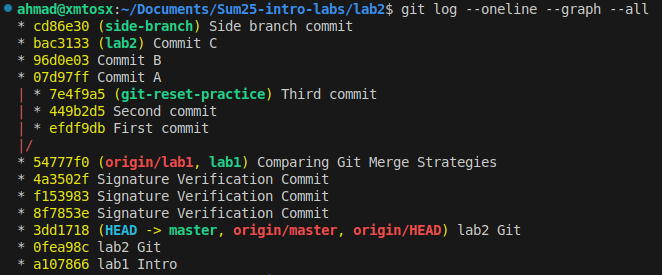 ahmad@xmtosx:~/Documents/Sum25-intro-labs/lab2$ git log --oneline --graph --all
* cd86e30 (side-branch) Side branch commit
* bac3133 (lab2) Commit C
* 96d0e03 Commit B
* 07d97ff Commit A
| * 7e4f9a5 (git-reset-practice) Third commit
| * 449b2d5 Second commit
| * efdf9db First commit
|/
* 54777f0 (origin/lab1, lab1) Comparing Git Merge Strategies
* 4a3502f Signature Verification Commit
* f153983 Signature Verification Commit
* 8f7853e Signature Verification Commit
* 3dd1718 (HEAD -> master, origin/master, origin/HEAD) lab2 Git
* 0fea98c lab2 Git
* a107866 lab1 Intro